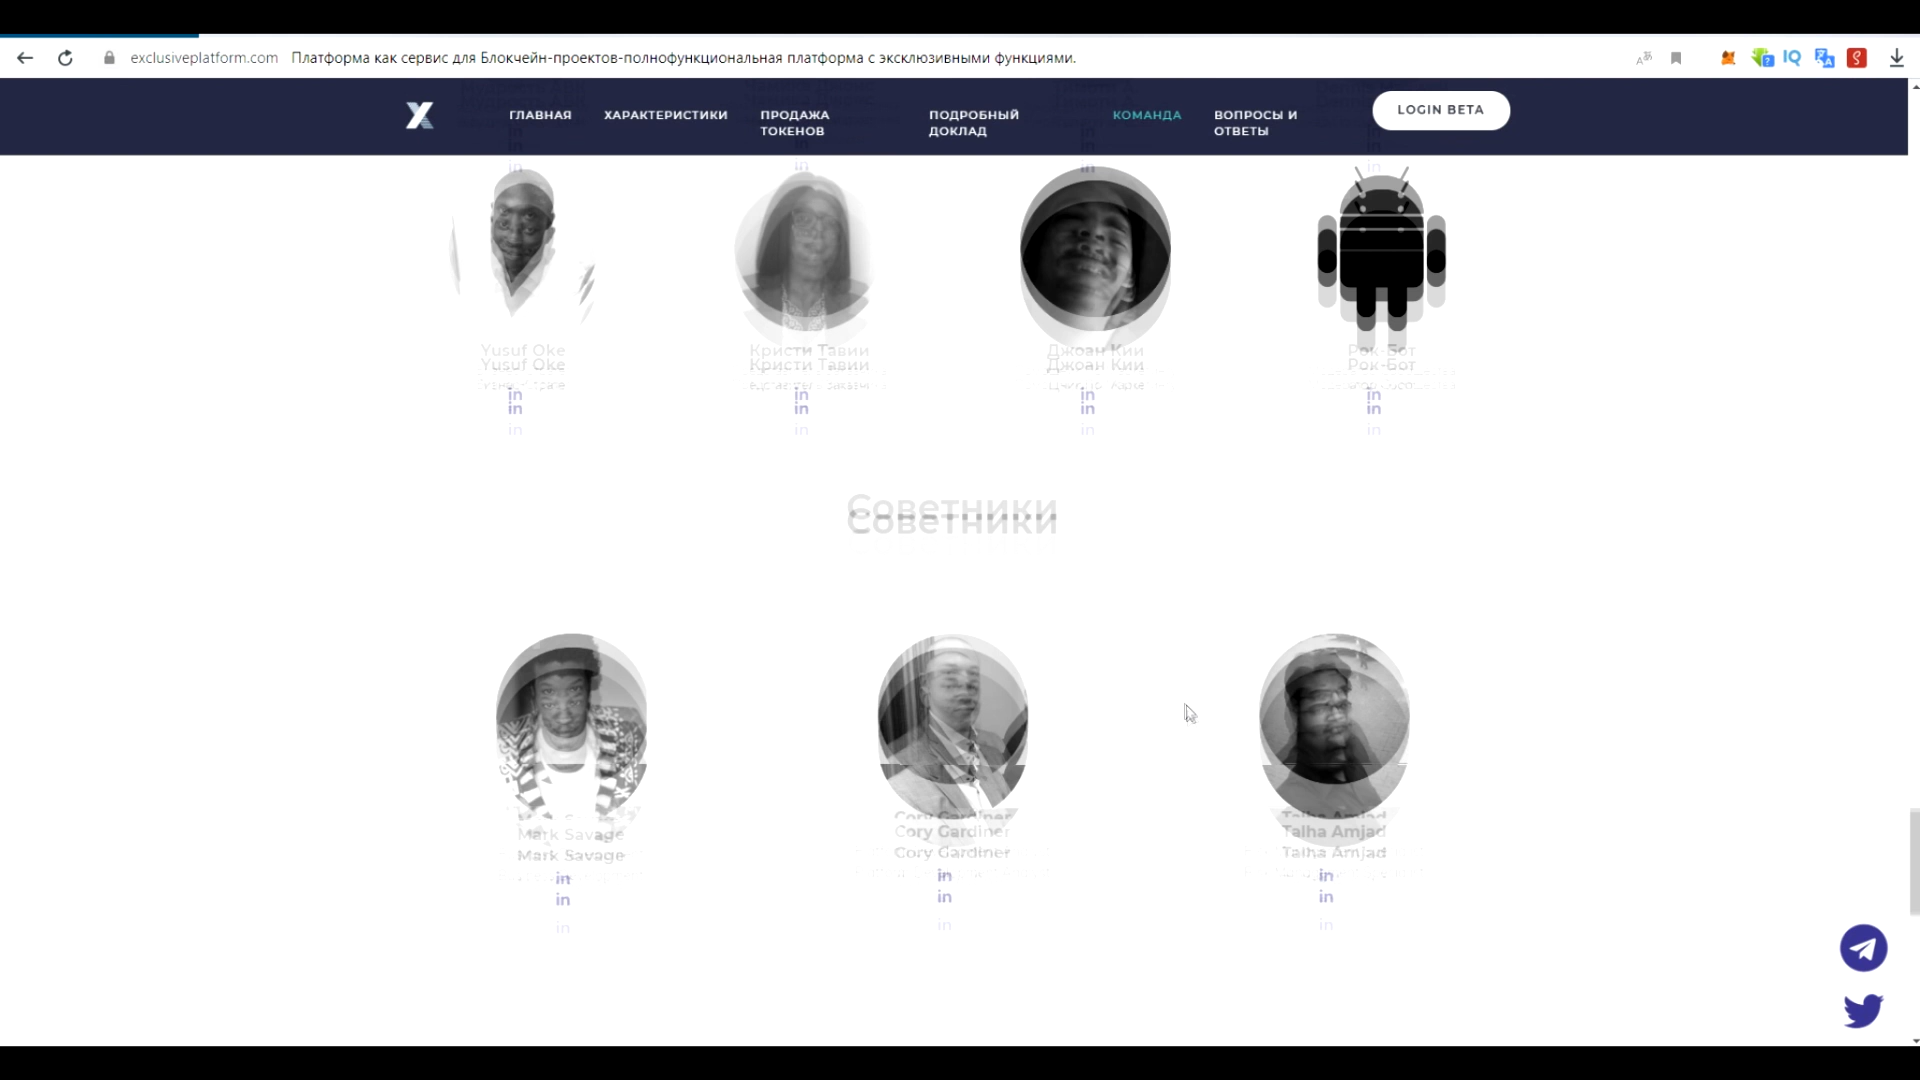 exclusiveplatform.com Платформа как сервис для Блокчейн-проектов-полнофункциональная платформа с эксклюзивными функциями.
ГЛАВНАЯ
ХАРАКТЕРИСТИКИ
ПРОДАЖА
ТОКЕНОВ
ПОДРОБНЫЙ
ДОКЛАД
КОМАНДА
ВОПРОСЫ И
ОТВЕТЫ
LOGIN BETA
Yusuf Oke
Кристи Тавии
Джоан Кии
Рок-Бот
in in in in
Советники
Mark Savage
Cory Gardiner
Talha Amjad
in in in